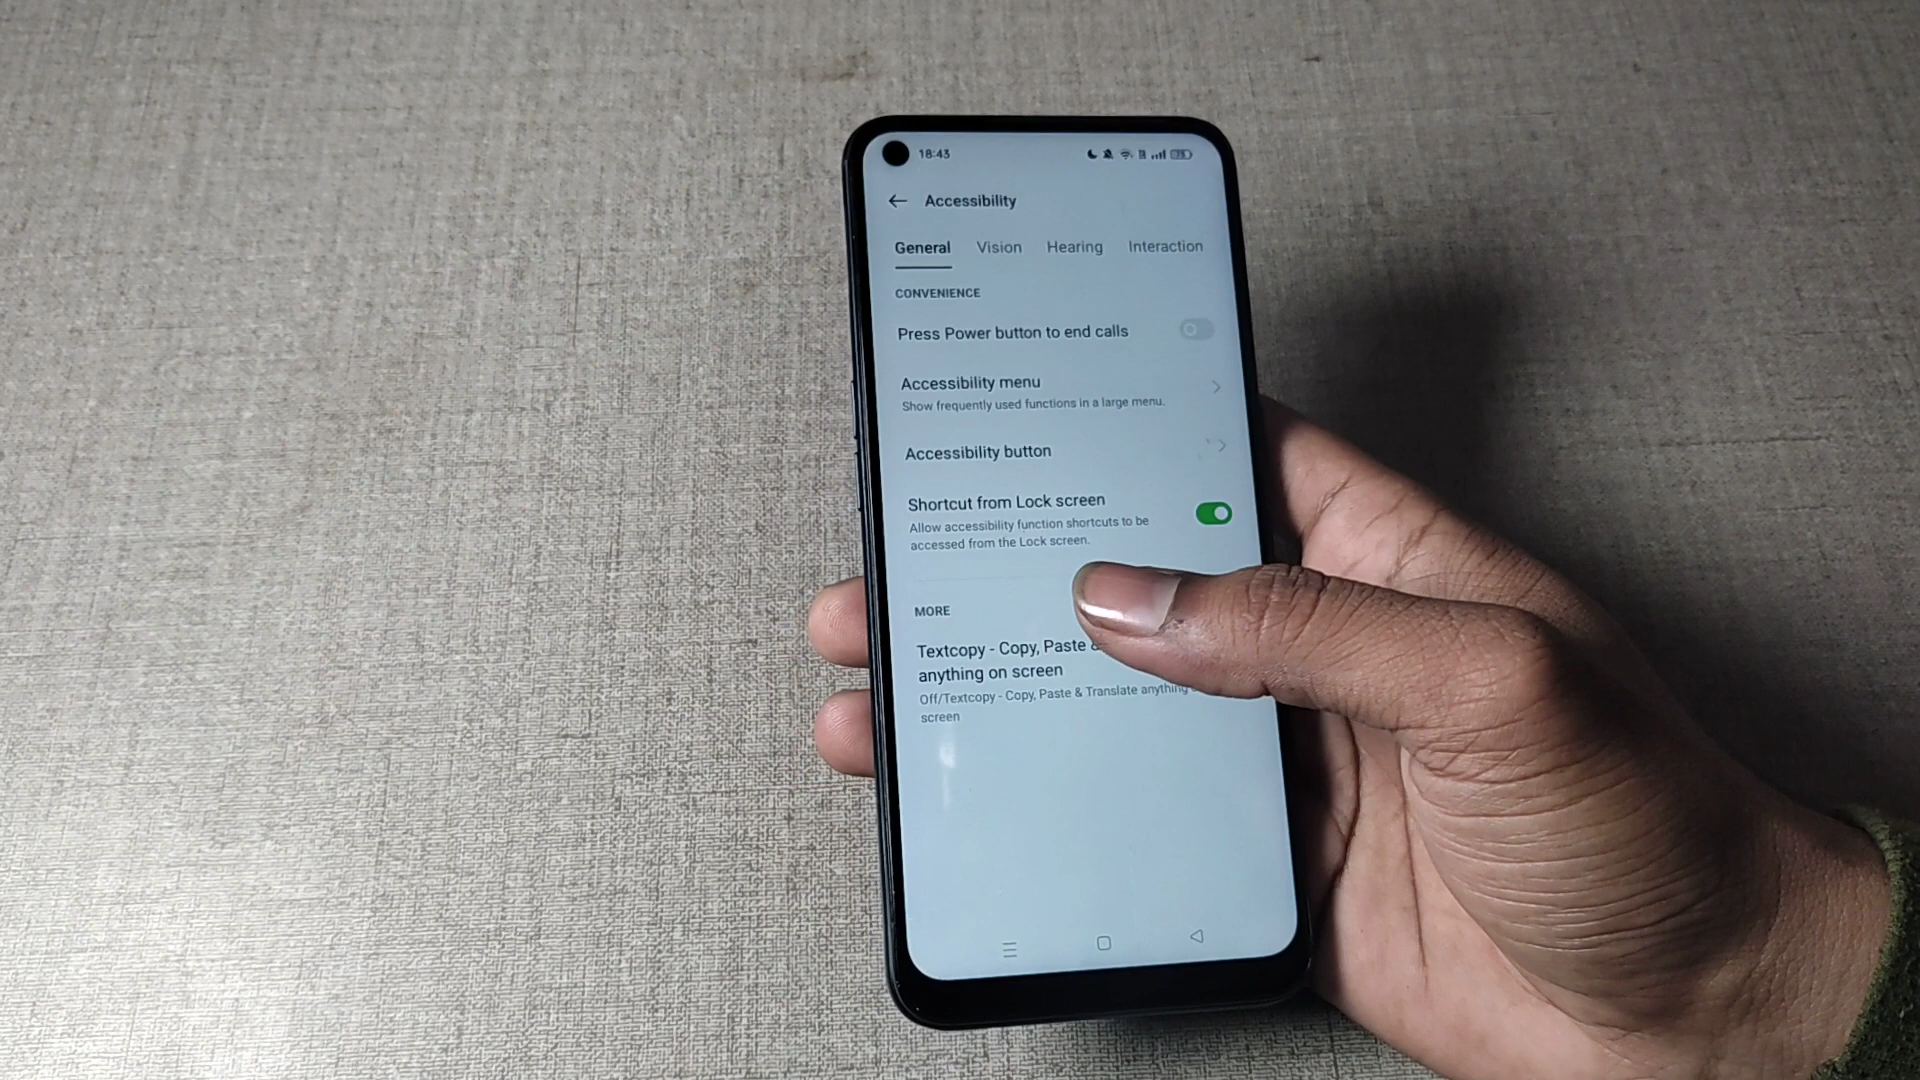 18:43
Accessibility
General Vision Hearing Interaction
CONVENIENCE
Press Power button to end calls
Accessibility menu
Show frequently used functions in a large menu.
Accessibility button
Shortcut from Lock screen
Allow accessibility function shortcuts to be
accessed from the Lock screen.
MORE
Textcopy - Copy, Paste
anything on screen
Off/Textcopy - Copy, Paste & Translate anything
screen